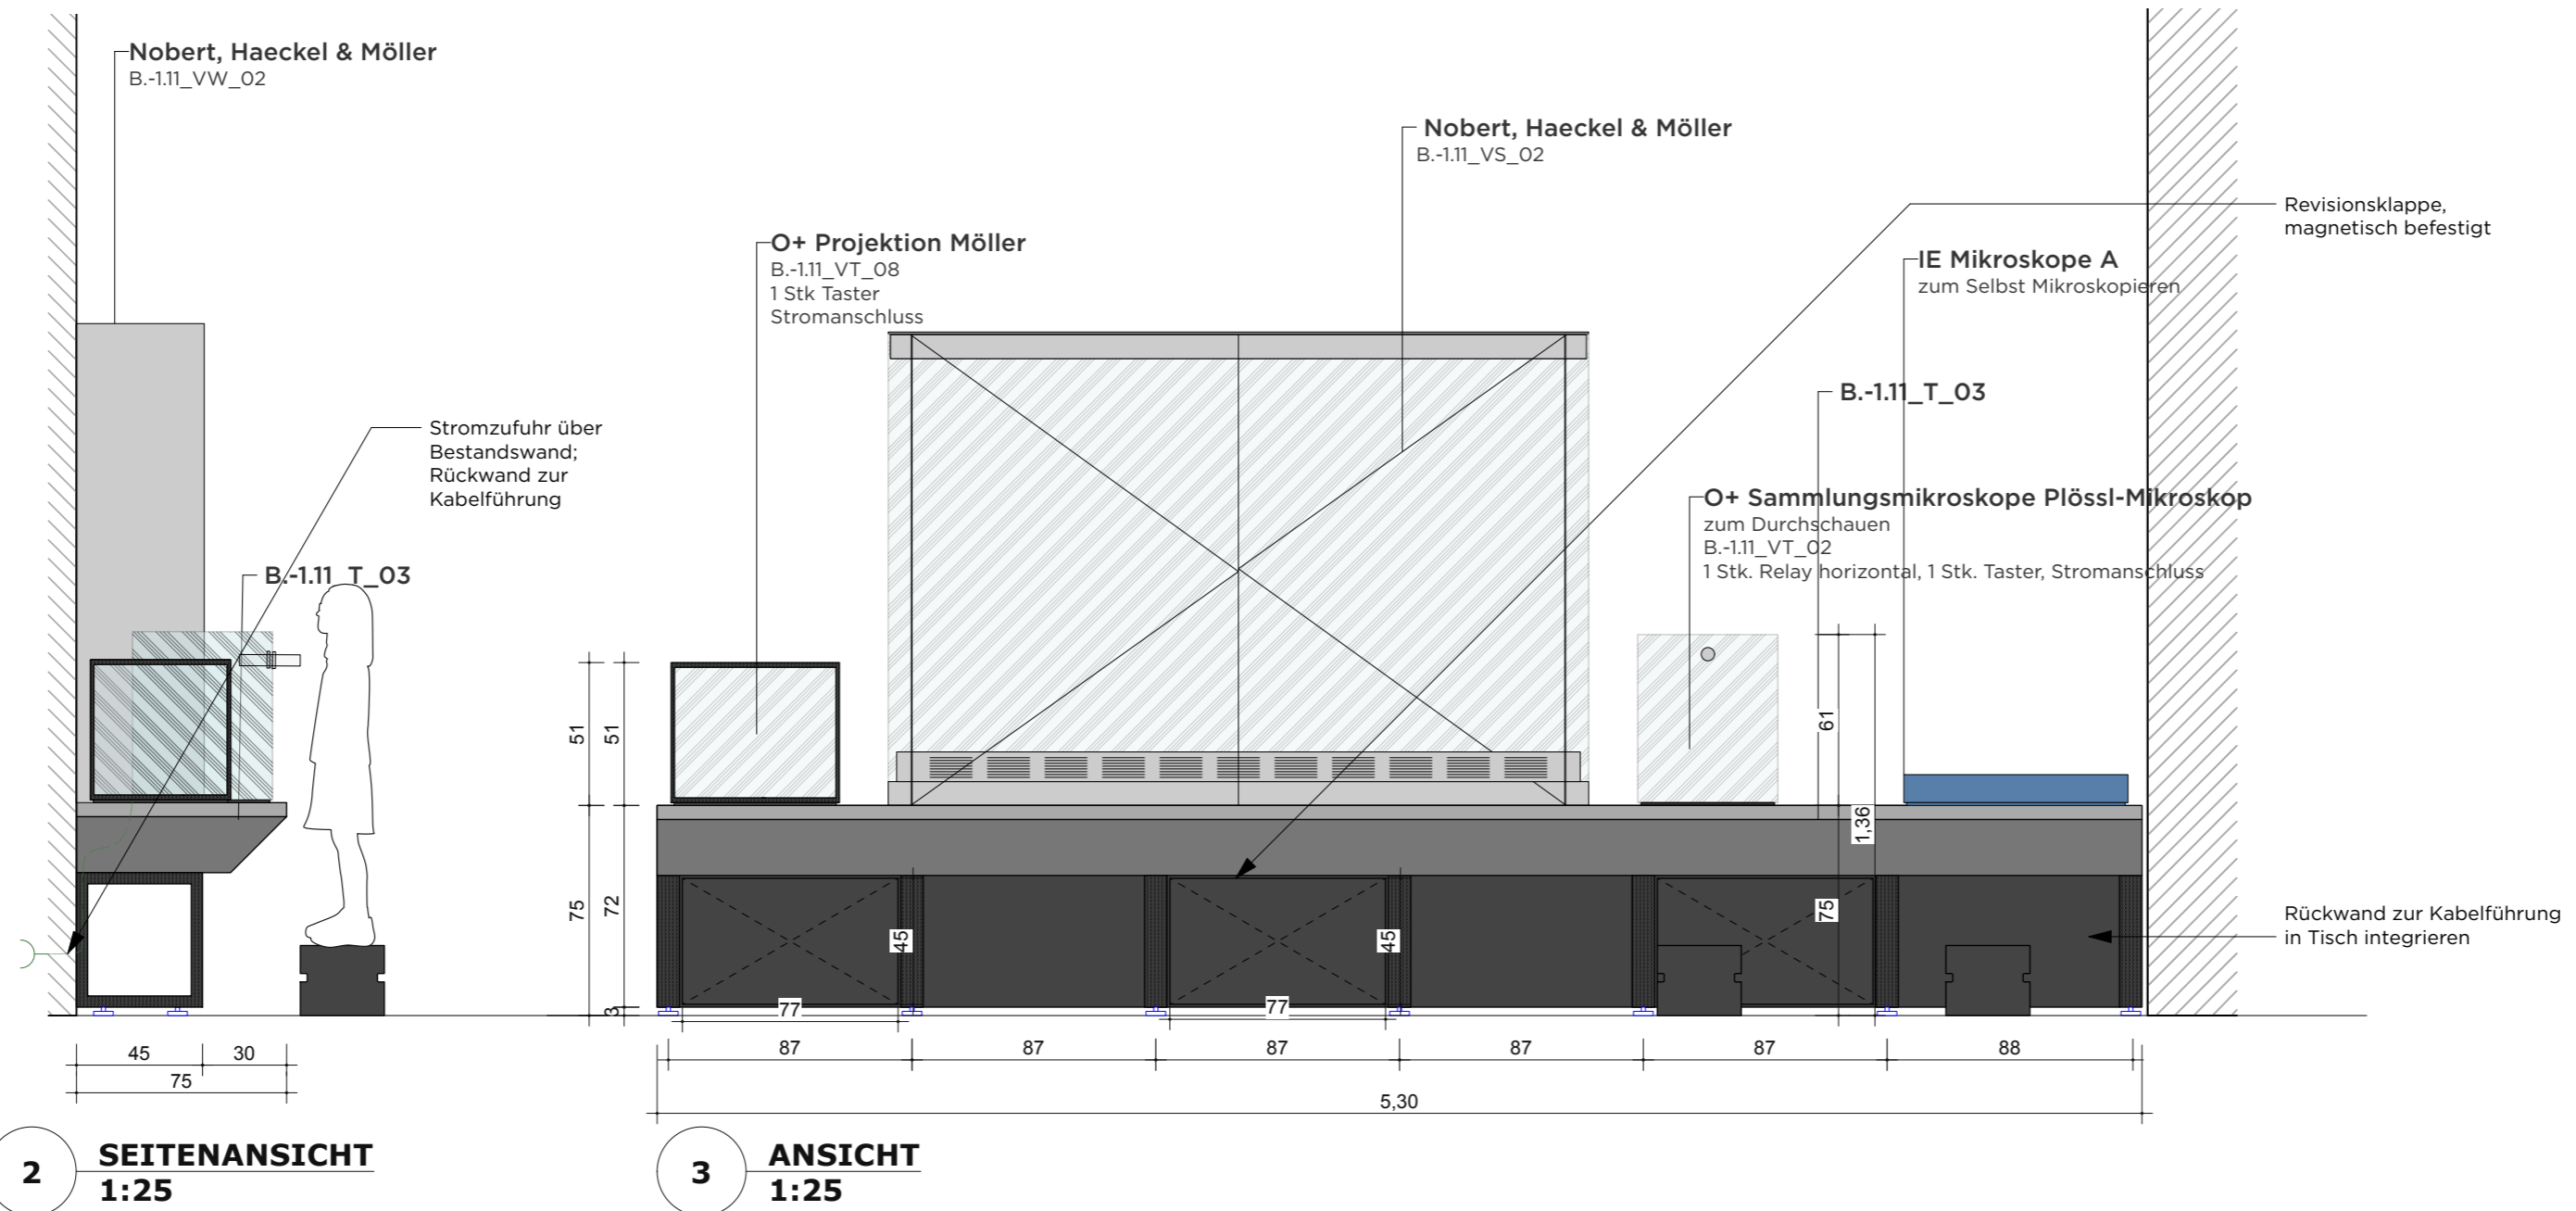 Nobert, Haeckel & Möller
B.-1.11_VW_02
Nobert, Haeckel & Möller
B.-1.11_VS_02
Revisionsklappe,
magnetisch befestigt
O+ Projektion Möller
B.-1.11_VT_08
1 Stk Taster
Stromanschluss
IE Mikroskope A
zum Selbst Mikroskopieren
B.-1.11_T_03
Stromzufuhr über
Bestandswand;
Rückwand zur
Kabelführung
O+ Sammlungsmikroskope Plössl-Mikroskop
zum Durchschauen
B.-1.11_VT_02
1 Stk. Relay horizontal, 1 Stk. Taster, Stromanschluss
B.-1.11_T_03
51
51
61
1,36
75
72
3
45
45
75
77
77
Rückwand zur Kabelführung
in Tisch integrieren
45
30
75
87
87
87
87
87
88
5,30
2
SEITENANSICHT
1:25
3
ANSICHT
1:25